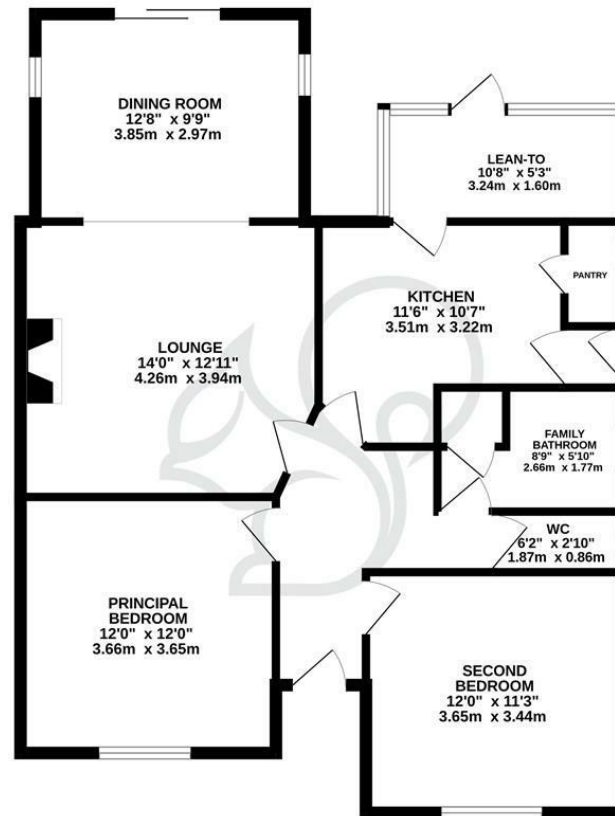 DINING ROOM
12'8" x 9'9"
3.85m x 2.97m
LEAN-TO
10'8" x 5'3"
3.24m x 1.60m
PANTRY
KITCHEN
11'6" x 10'7"
3.51m x 3.22m
LOUNGE
14'0" x 12'11"
4.26m x 3.94m
FAMILY
BATHROOM
8'9" x 5'10"
2.66m x 1.77m
WC
6'2" x 2'10"
1.87m x 0.86m
PRINCIPAL
BEDROOM
12'0" x 12'0"
3.66m x 3.65m
SECOND
BEDROOM
12'0" x 11'3"
3.65m x 3.44m